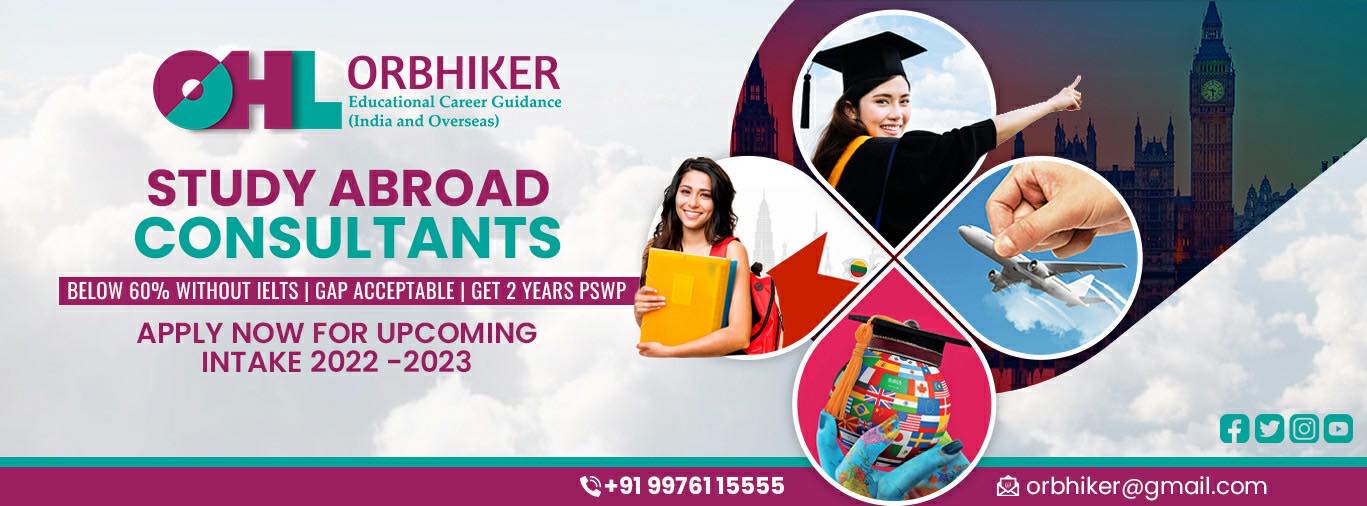 OHL
ORBHIKER
Educational Career Guidance
(India and Overseas)
STUDY ABROAD
CONSULTANTS
BELOW 60% WITHOUT IELTS | GAP ACCEPTABLE | GET 2 YEARS PSWP
APPLY NOW FOR UPCOMING
INTAKE 2022 -2023
+91 9976115555
orbhiker@gmail.com